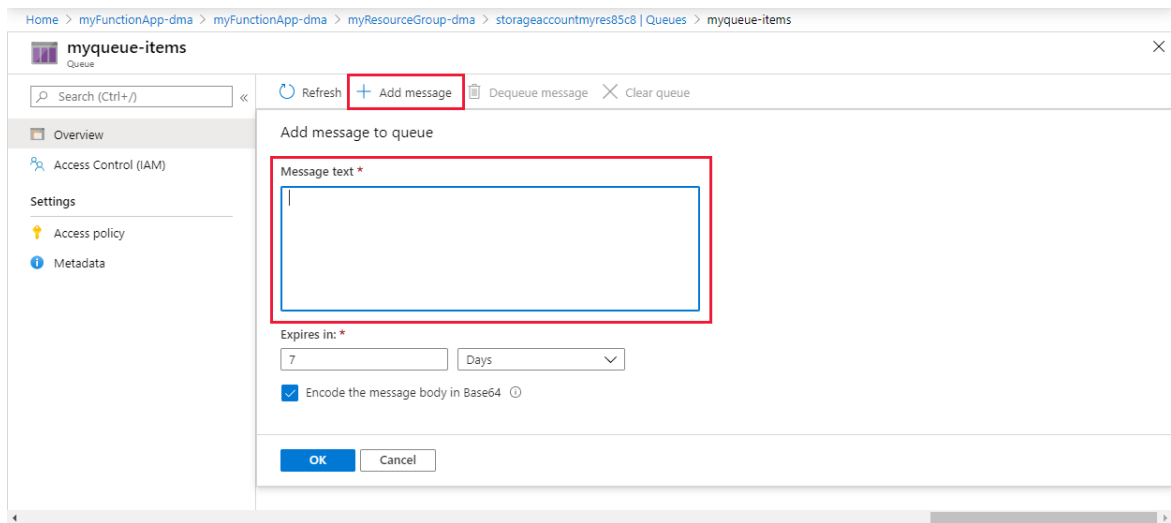 Home > myFunctionApp-dma > myFunctionApp-dma > myResourceGroup-dma > storageaccountmyres85c8 | Queues > myqueue-items
myqueue-items
Queue
Search (Ctrl+/)
«
Refresh
Add message
Dequeue message
Clear queue
Overview
Access Control (IAM)
Settings
Access policy
Metadata
Add message to queue
Message text *
Expires in: *
7
Days
Encode the message body in Base64
OK
Cancel